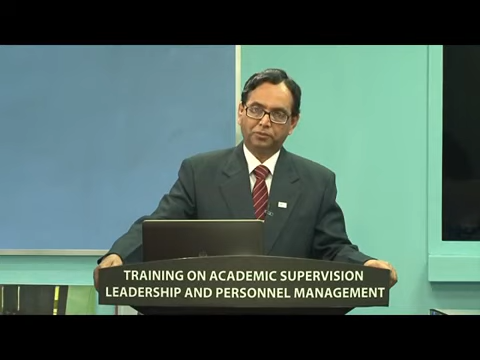 TRAINING ON ACADEMIC SUPERVISION
LEADERSHIP AND PERSONNEL MANAGEMENT